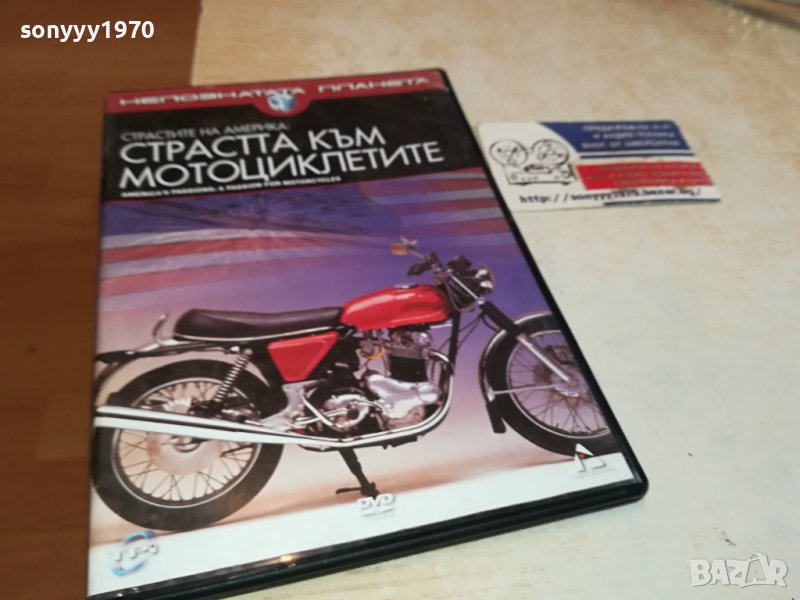 sonyyy1970
НЕПОЗНАТАТА ПЛАНЕТА
СТРАСТИТЕ НА АМЕРИКА:
СТРАСТТА КЪМ
МОТОЦИКЛЕТИТЕ
AMERICA'S PASSIONS: A PASSION FOR MOTORCYCLES
http://sonyyy1970.bazar.bg/
DVD
BAZAR